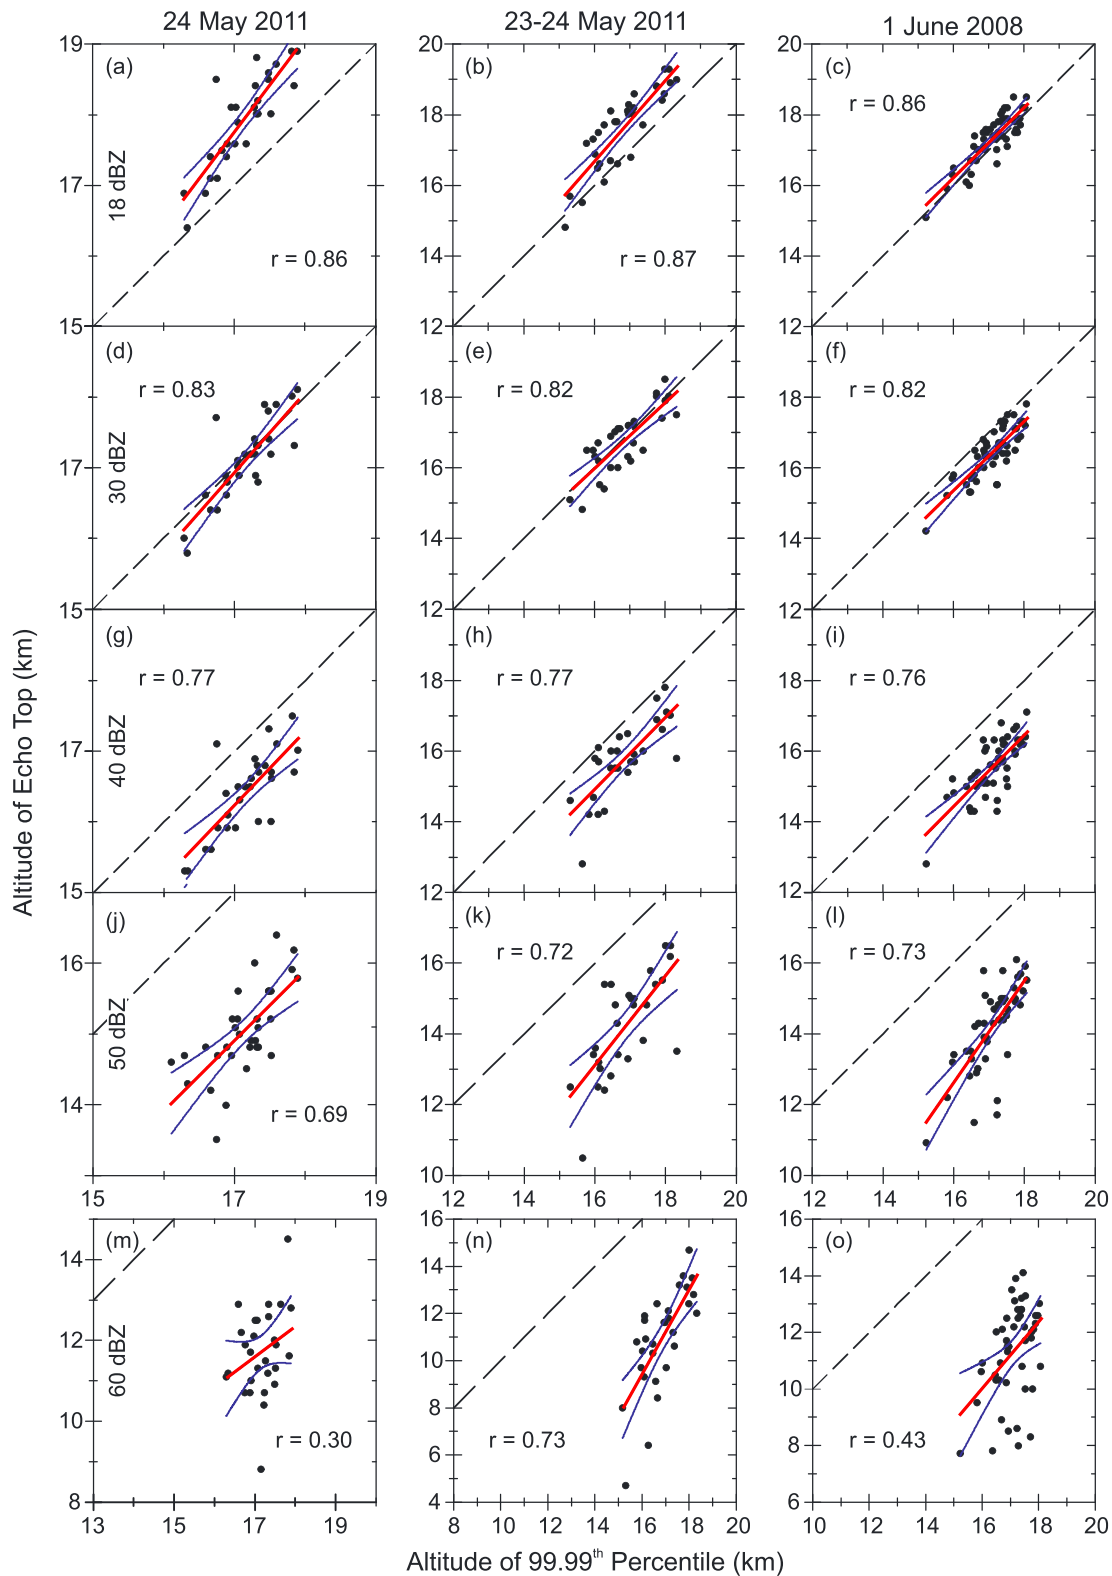 24 May 2011 23-24 May 2011 1 June 2008
19 20 20
(a) (b) (c)
r = 0.86
18 18
17 16 16
18 dBZ
14 14
r = 0.86 r = 0.87
15 12 12
(d) (e) (f)
r = 0.83 r = 0.82 r = 0.82
18 18
17 16 16
30 dBZ
14 14
15 12 12
(g) (h) (i)
r = 0.77 r = 0.77 r = 0.76
18 18
17 16 16
40 dBZ
14 14
15 12 12
Altitude of Echo Top (km)
(j) (k) (l)
r = 0.72 r = 0.73
16 16 16
50 dBZ
14 14
14 12 12
r = 0.69
10 10
15 17 19 12 14 16 18 20 12 14 16 18 20
16 16
(m) (n) (o)
14 14
14 12 12
12 10 10
60 dBZ
10 8 8
r = 0.30 r = 0.73 r = 0.43
6
8 4 6
13 15 17 19 8 10 12 14 16 18 20 10 12 14 16 18 20
Altitude of 99.99th Percentile (km)